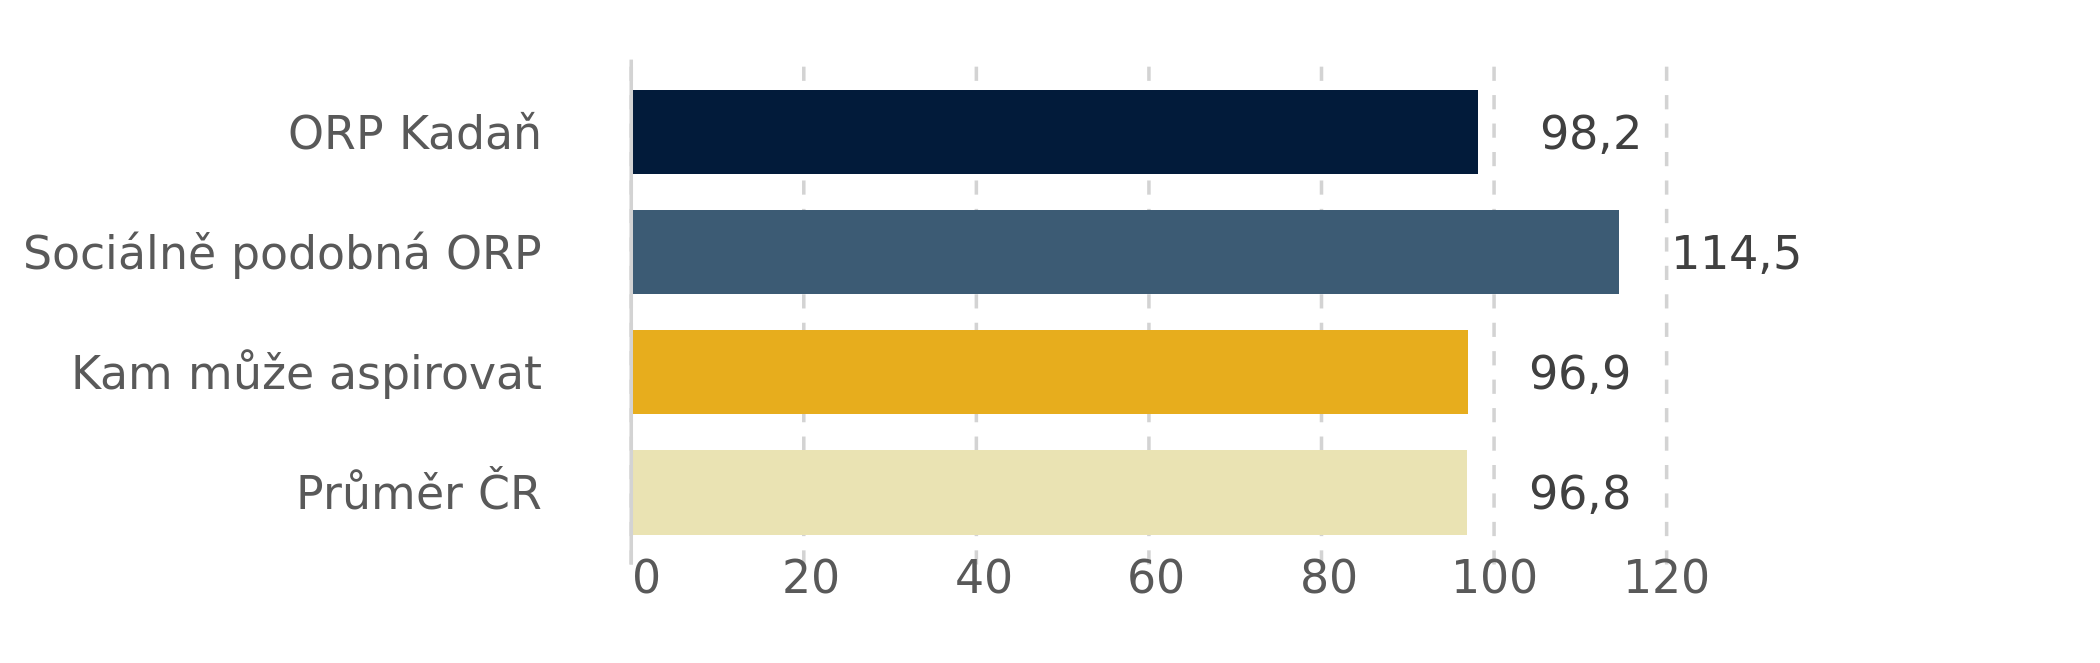 ORP Kadaň 98,2
Sociálně podobná ORP 114,5
Kam může aspirovat 96,9
Průměr ČR 96,8
0 20 40 60 80 100 120